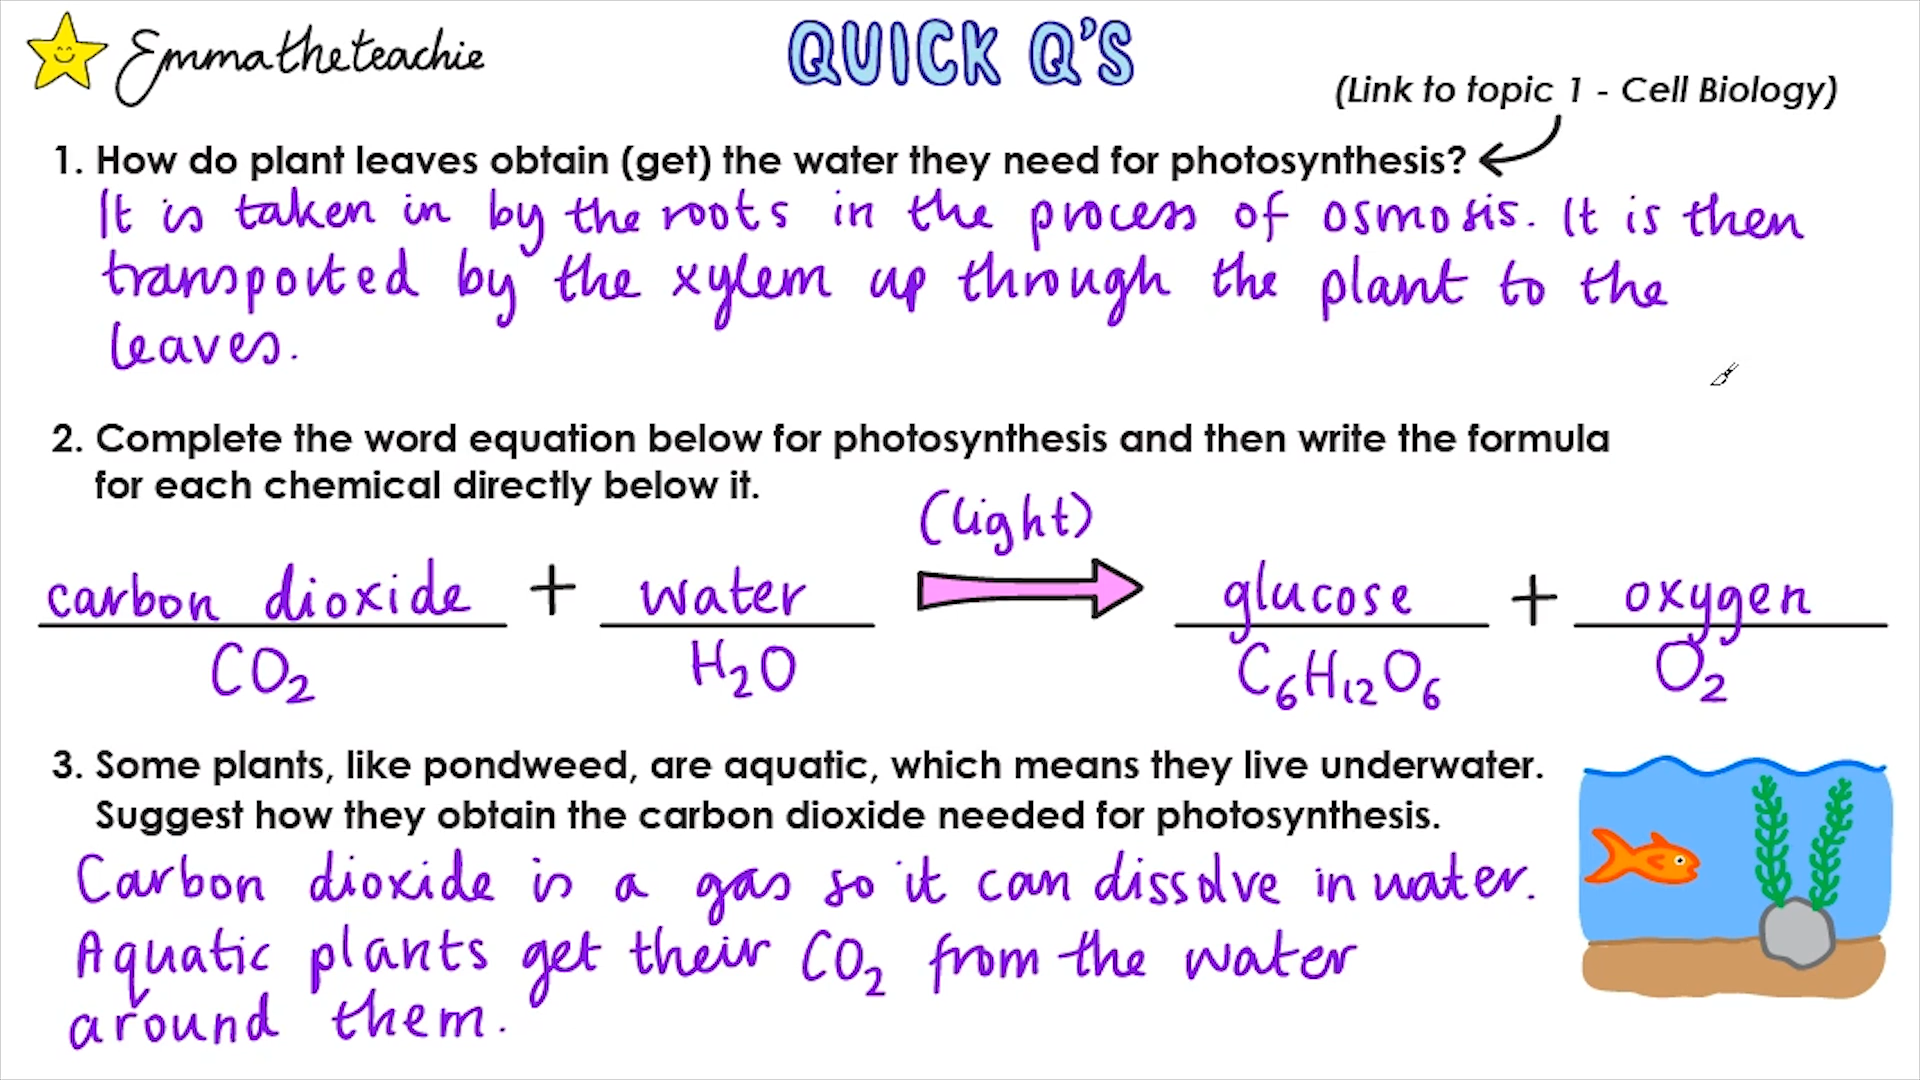 Emmatheteachie
QUICK Q'S
(Link to topic 1 - Cell Biology)
1. How do plant leaves obtain (get) the water they need for photosynthesis?
It is taken in by the roots in the process of osmosis. It is then
transported by the xylem up through the plant to the
leaves.
2. Complete the word equation below for photosynthesis and then write the formula
for each chemical directly below it.
(light)
carbon dioxide + water glucose + oxygen
CO₂ H₂O C₆H₁₂O₆ O₂
3. Some plants, like pondweed, are aquatic, which means they live underwater.
Suggest how they obtain the carbon dioxide needed for photosynthesis.
Carbon dioxide is a gas so it can dissolve in water.
Aquatic plants get their CO₂ from the water
around them.